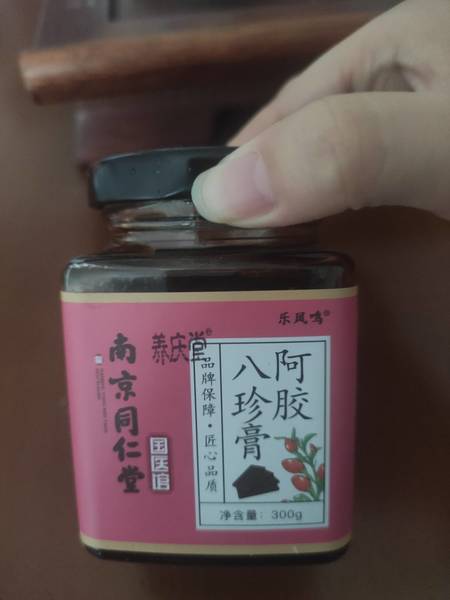 乐凤鸣®
养庆堂®
南京同仁堂
国医馆
阿胶
八珍膏
品牌保障·匠心品质
净含量：300g